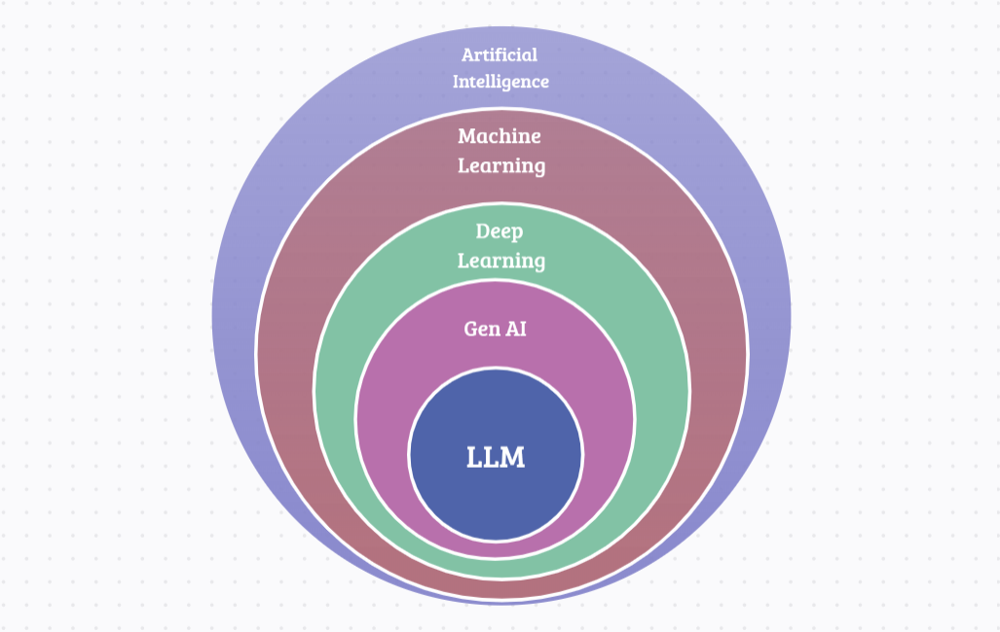 Artificial
Intelligence
Machine
Learning
Deep
Learning
Gen AI
LLM